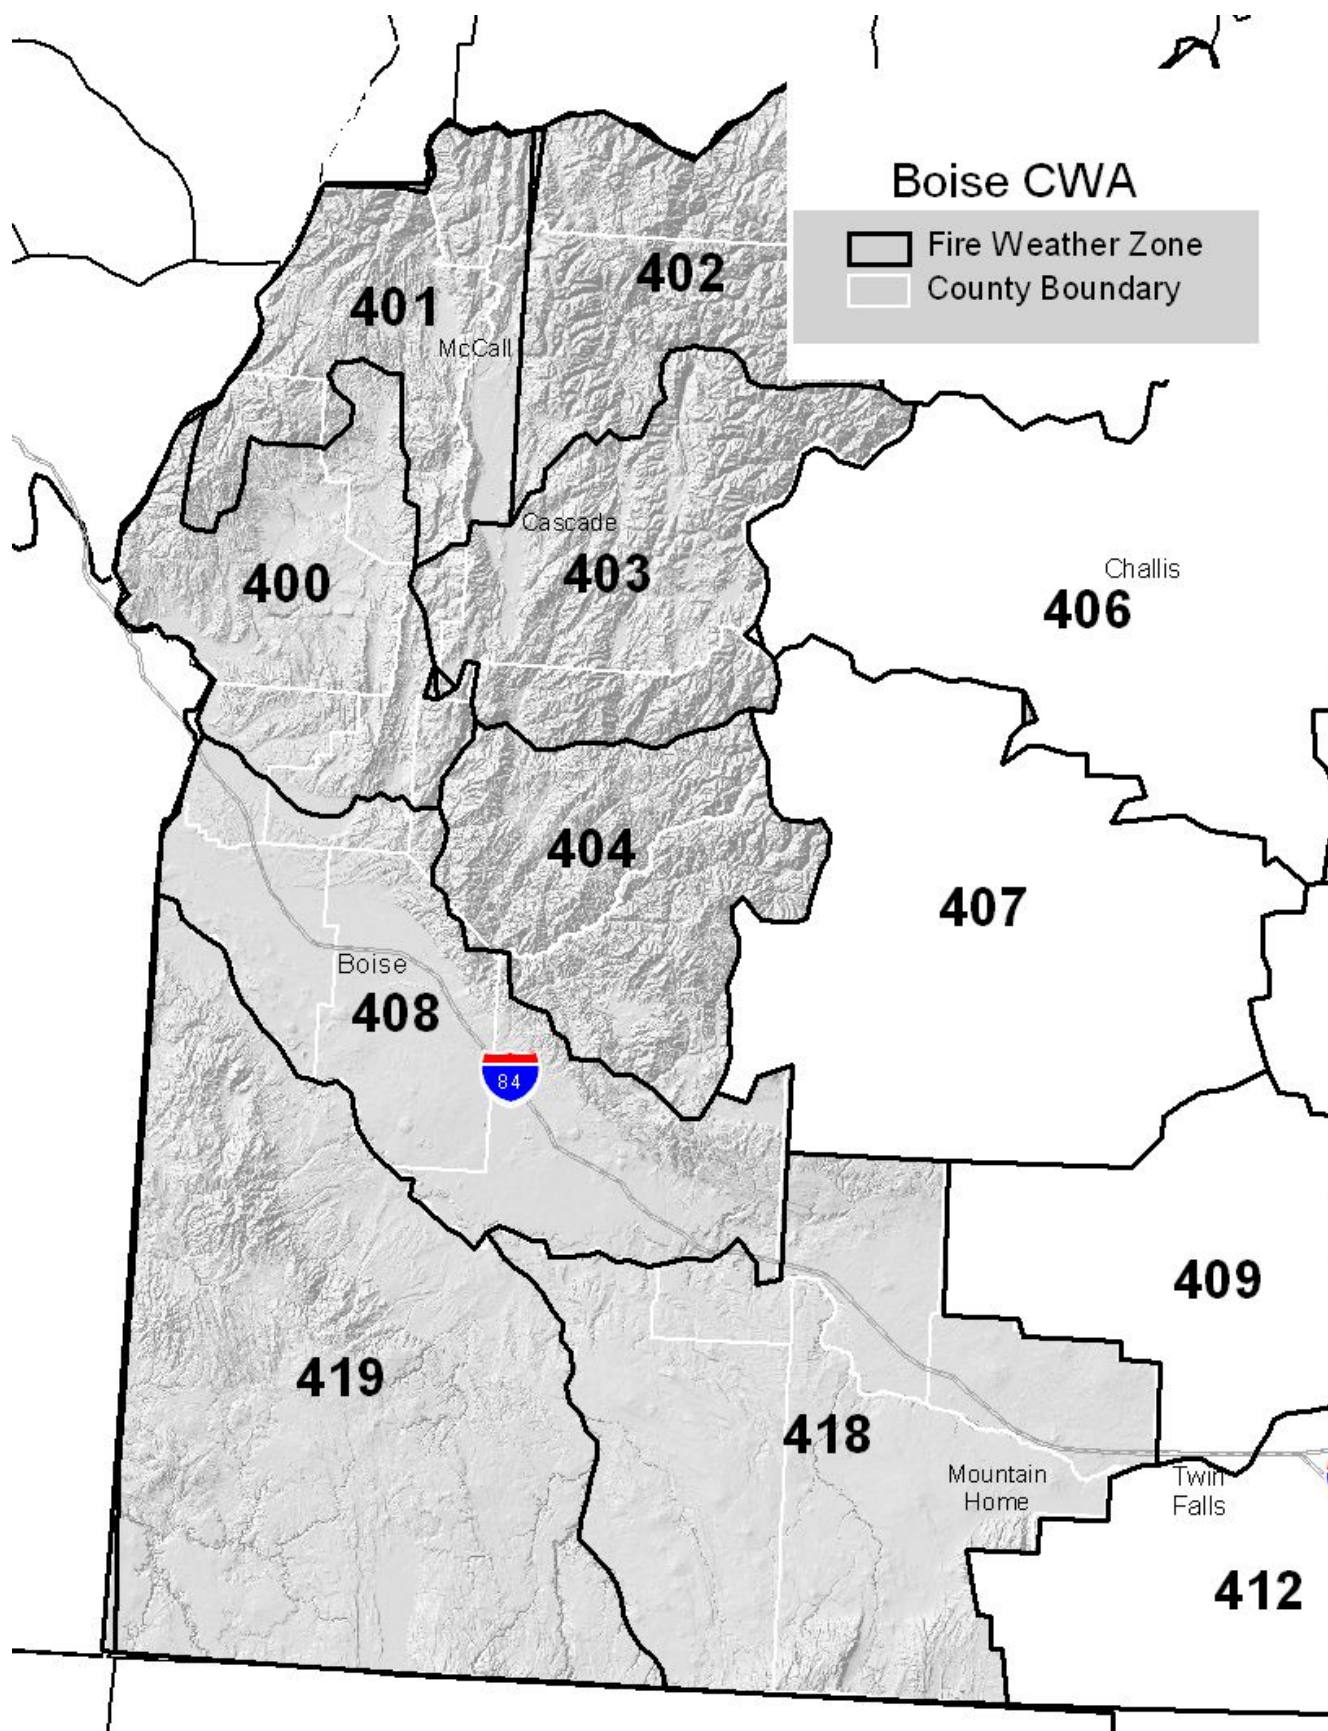 Boise CWA
Fire Weather Zone
County Boundary
402
401
McCall
Cascade
400
403
Challis
406
404
407
Boise
408
84
409
419
418
Mountain
Home
Twin
Falls
412